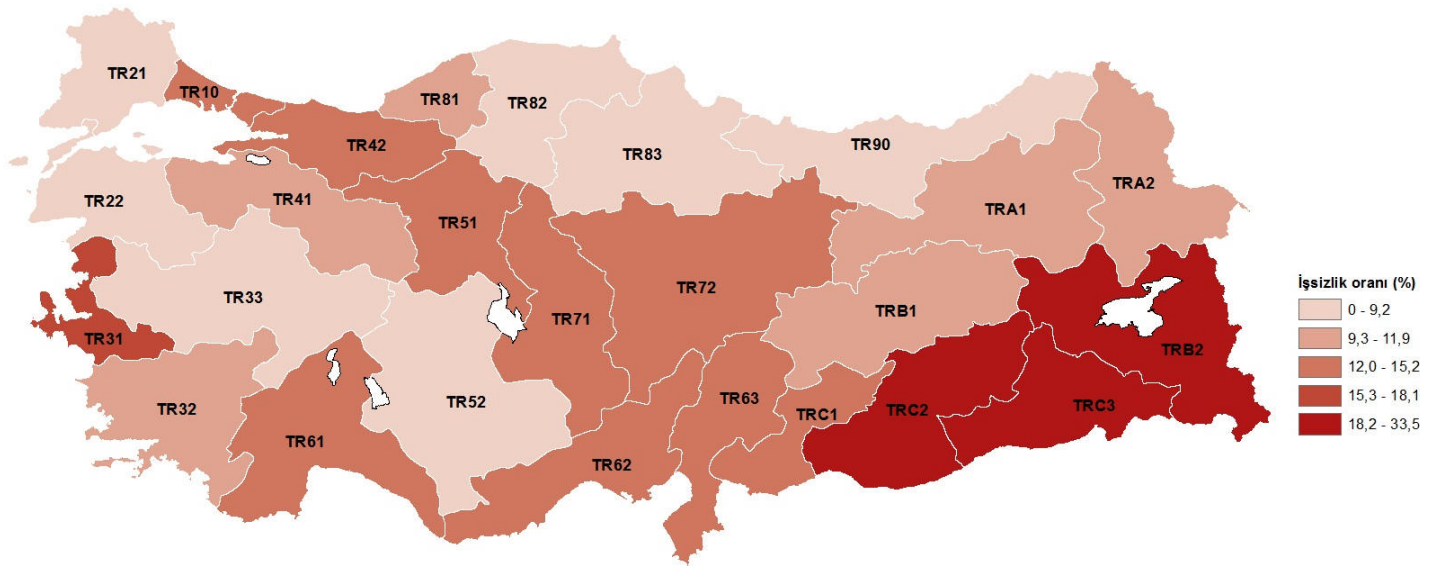 TR21
TR10
TR81
TR82
TR42
TR83
TR90
TRA2
TR22
TR41
TRA1
TR51
TR33
TR72
TR71
TRB1
TR31
TRB2
TR32
TR52
TR63
TRC1
TRC2
TRC3
TR61
TR62
İşsizlik oranı (%)
0 - 9,2
9,3 - 11,9
12,0 - 15,2
15,3 - 18,1
18,2 - 33,5